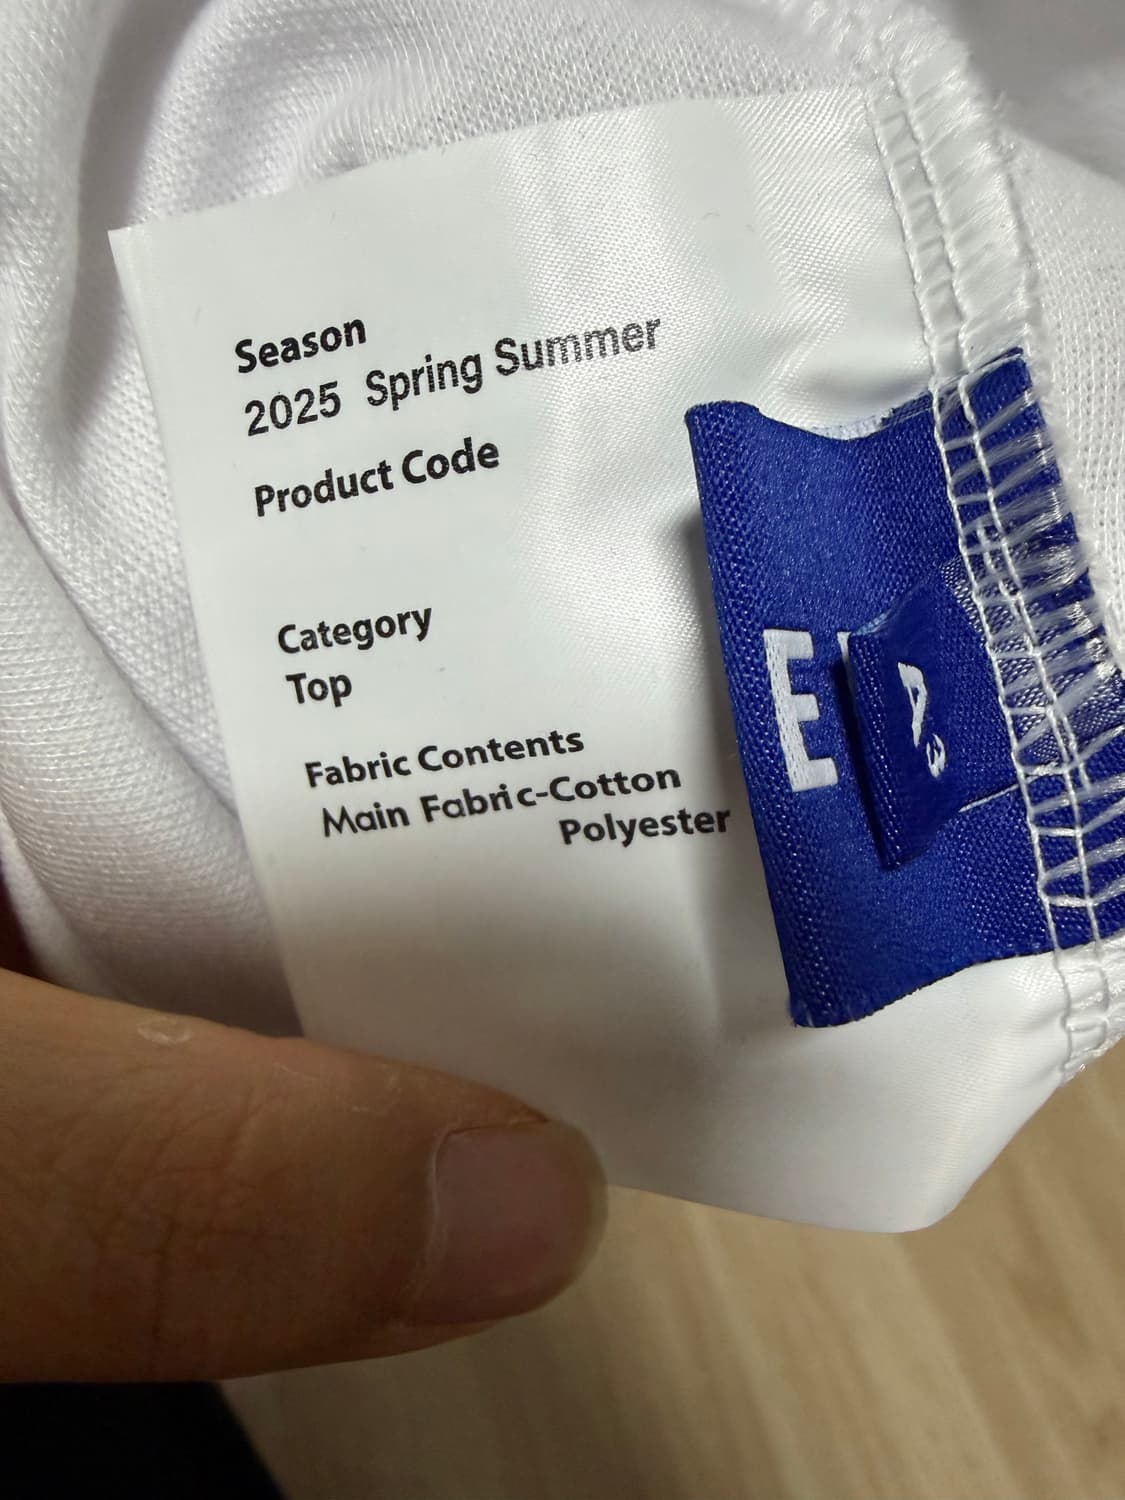 Season
2025 Spring Summer
Product Code
Category
Top
Fabric Contents
Main Fabric-Cotton
Polyester
E